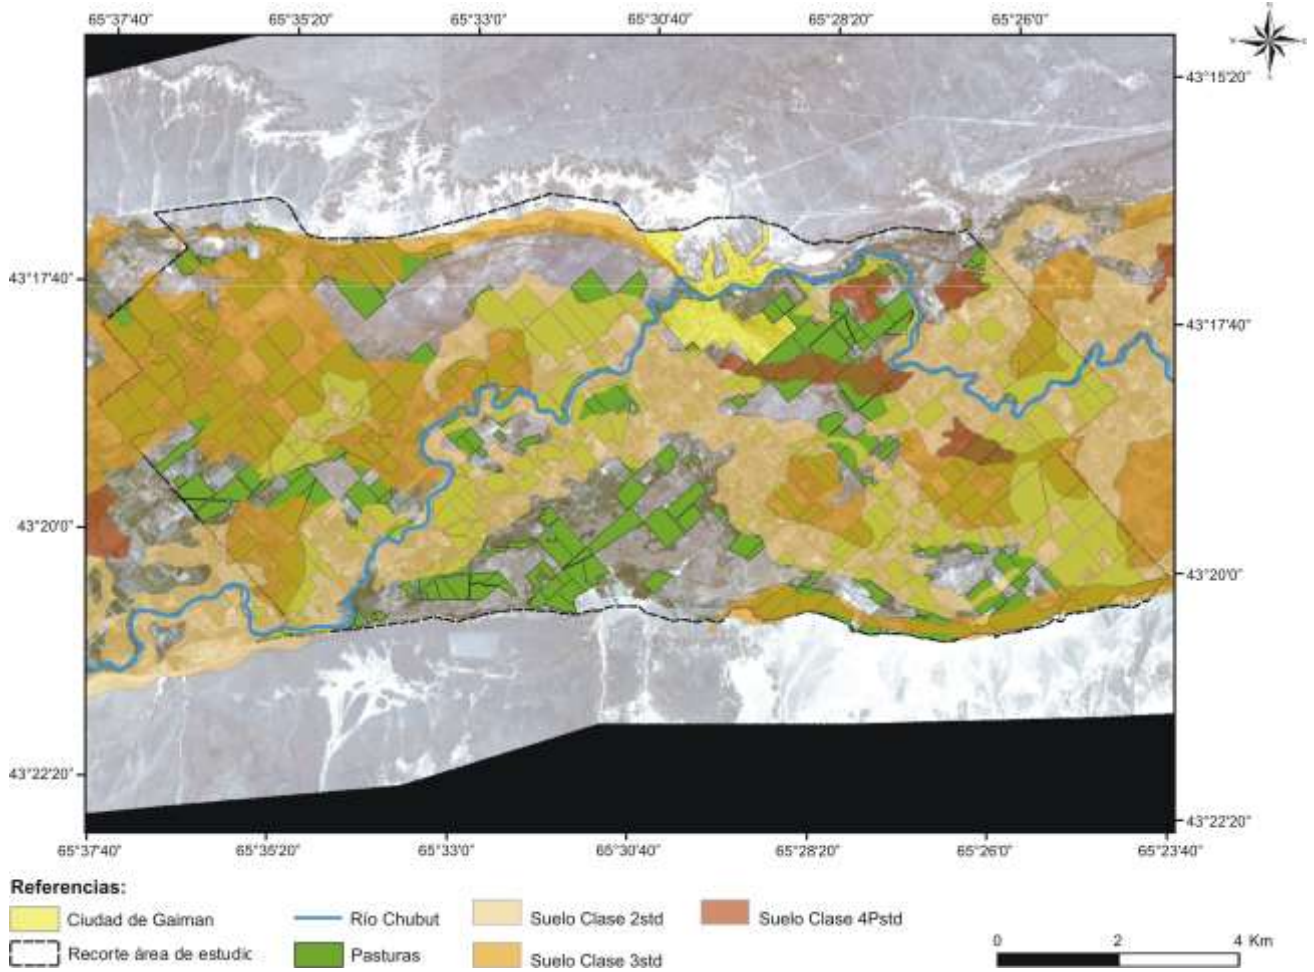 65°37'40" 65°35'20" 65°33'0" 65°30'40" 65°28'20" 65°26'0"
43°15'20"
43°17'40"
43°17'40"
43°20'0"
43°20'0"
43°22'20"
43°22'20"
65°37'40" 65°35'20" 65°33'0" 65°30'40" 65°28'20" 65°26'0" 65°23'40"
Referencias:
Ciudad de Gaiman
Recorte área de estudic
Río Chubut
Pasturas
Suelo Clase 2std
Suelo Clase 3std
Suelo Clase 4Pstd
0 2 4 Km